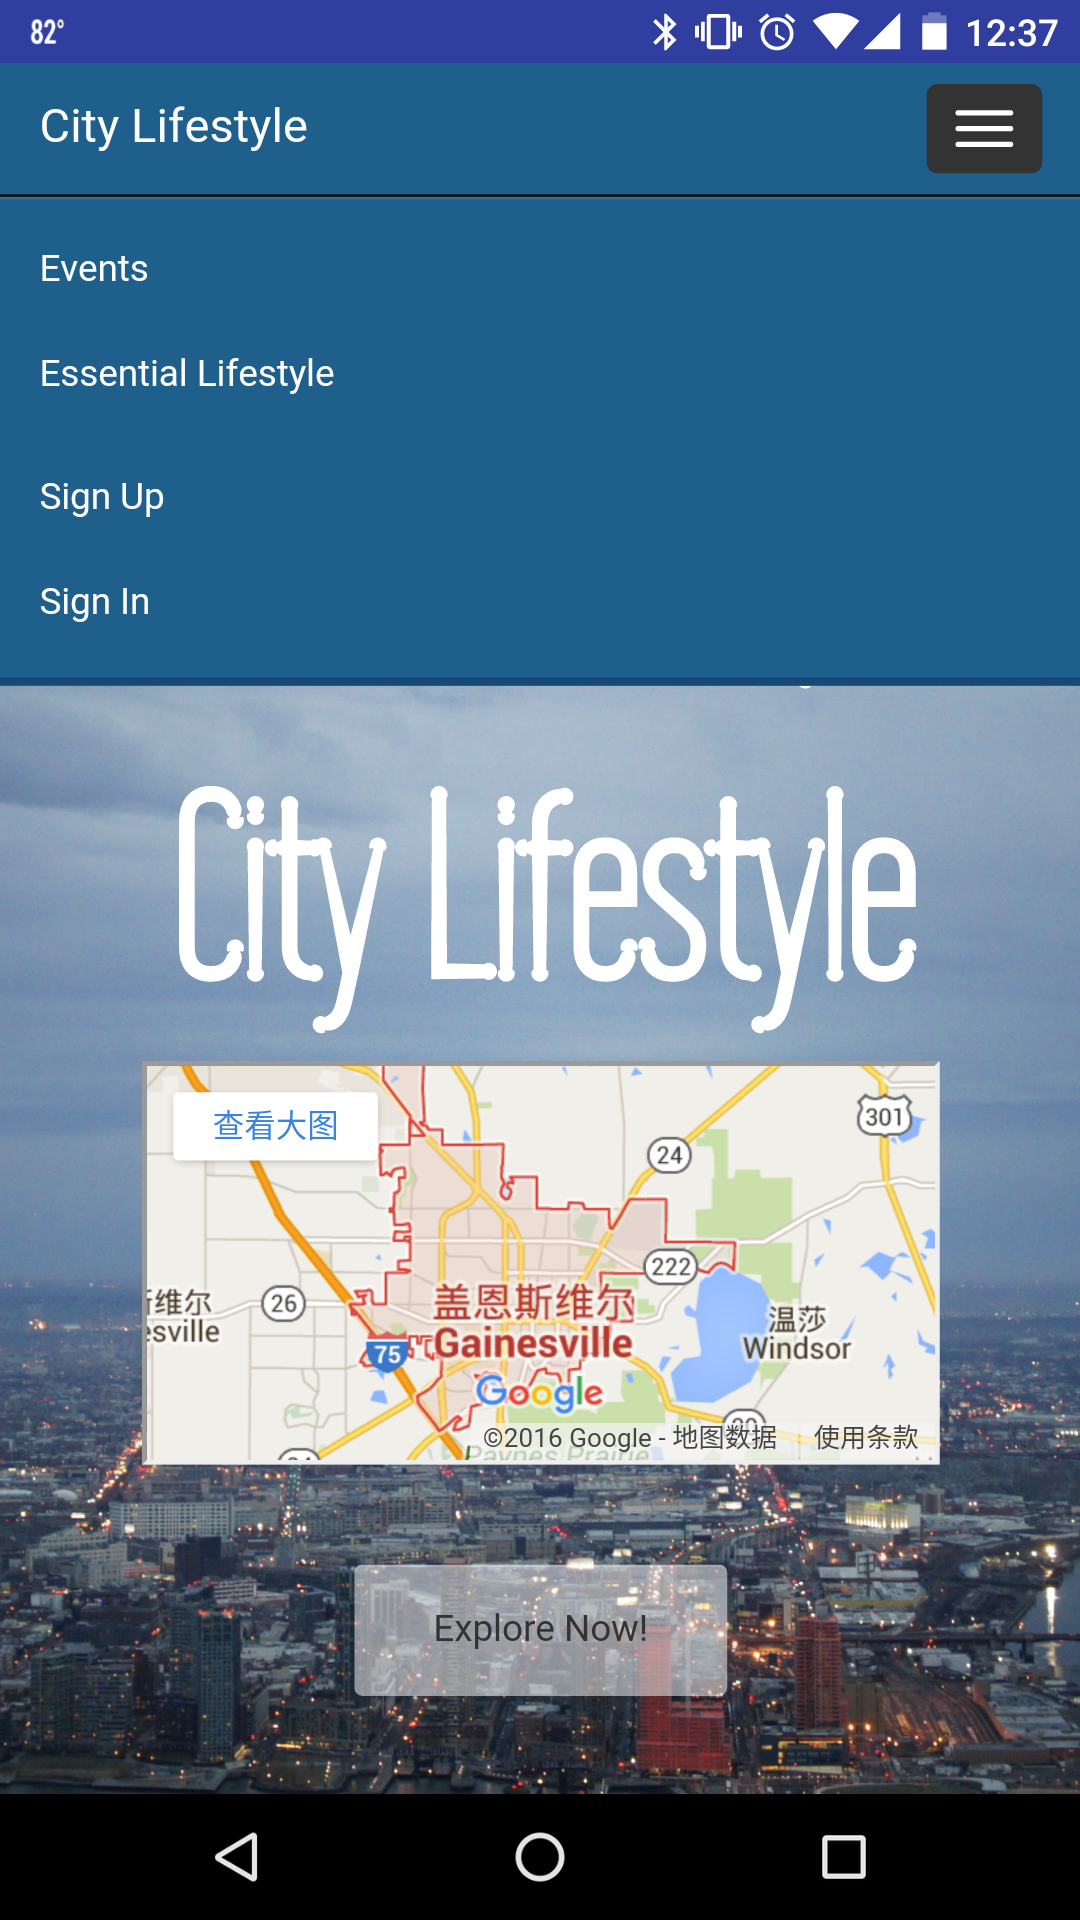 82°
12:37
City Lifestyle
Events
Essential Lifestyle
Sign Up
Sign In
City Lifestyle
查看大图
301
24
222
26
盖恩斯维尔
Gainesville
温莎
Windsor
维尔
esville
75
Google
©2016 Google - 地图数据
使用条款
Paynes Prairie
Explore Now!